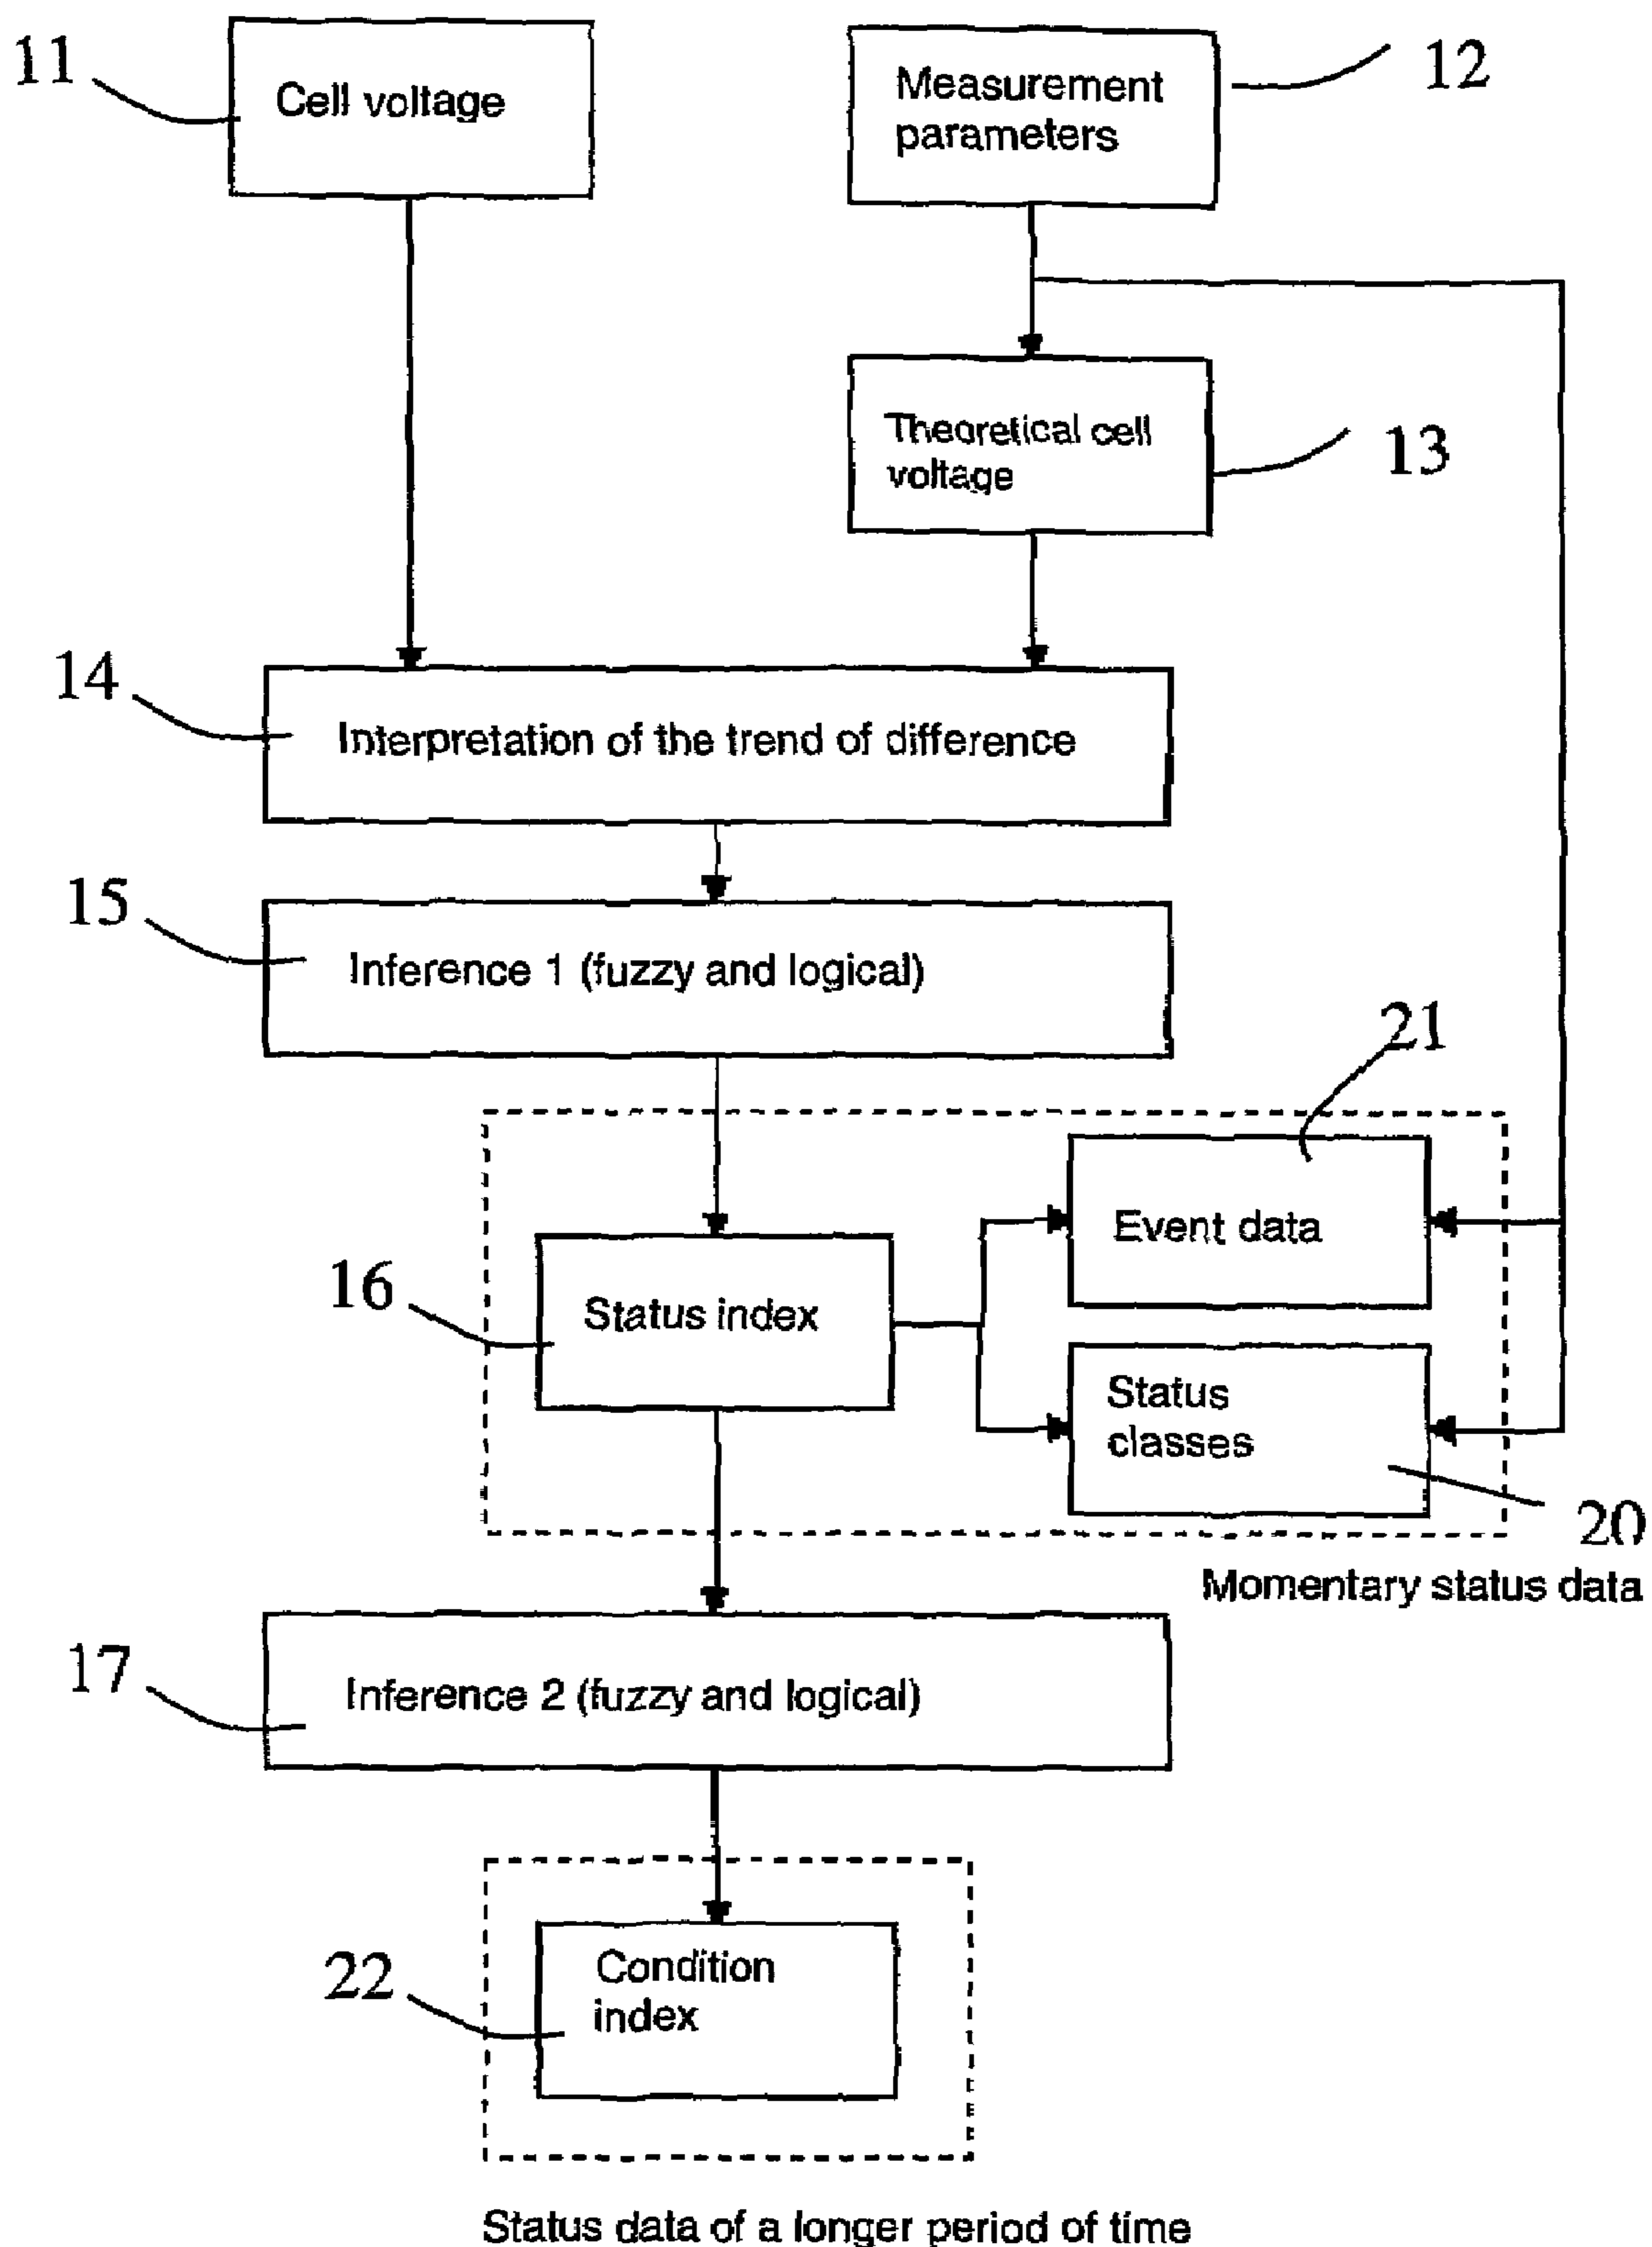 11
Cell voltage
Measurement
parameters
12
Theoretical cell
voltage
13
14
Interpretation of the trend of difference
15
Inference 1 (fuzzy and logical)
21
Event data
16
Status index
Status
classes
20
Momentary status data
17
Inference 2 (fuzzy and logical)
22
Condition
index
Status data of a longer period of time